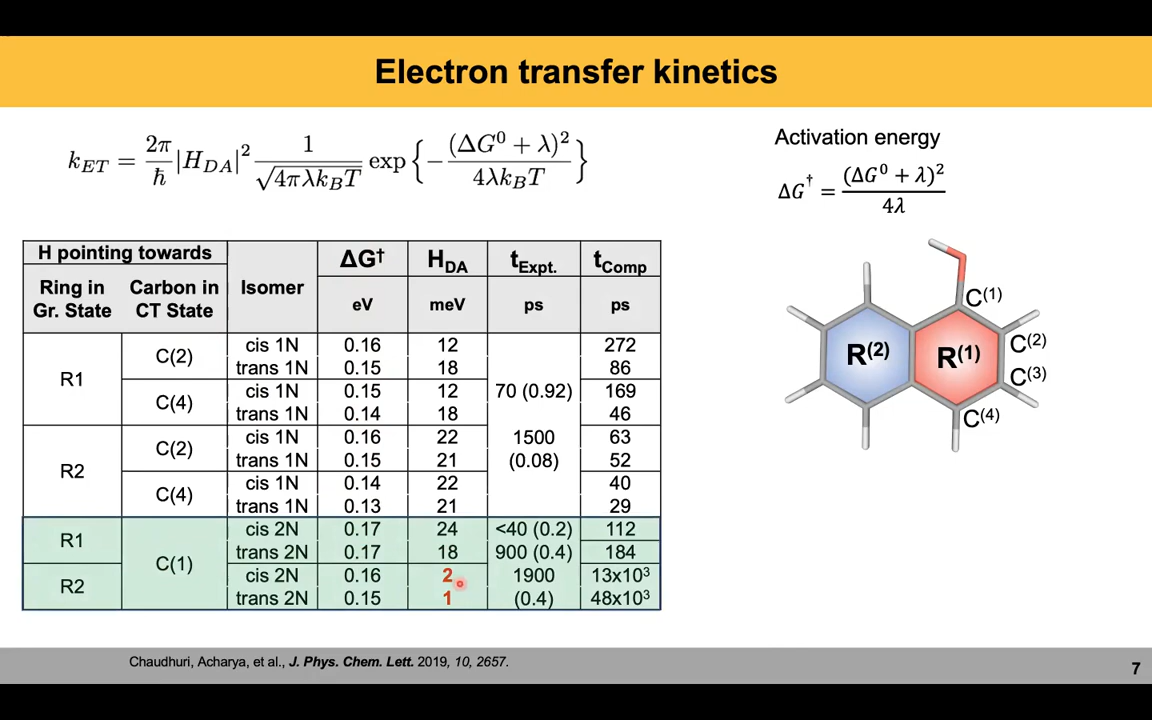 Electron transfer kinetics
k_ET = 2π/ħ |H_DA|² 1/√(4πλk_BT) exp{−(ΔG⁰ + λ)²/4λk_BT}
Activation energy
ΔG† = (ΔG⁰ + λ)²/4λ
H pointing towards Isomer ΔG† H_DA t_Expt. t_Comp
Ring in Gr. State Carbon in CT State eV meV ps ps
R1 C(2) cis 1N 0.16 12 272
trans 1N 0.15 18 86
C(4) cis 1N 0.15 12 70 (0.92) 169
trans 1N 0.14 18 46
R2 C(2) cis 1N 0.16 22 1500 63
trans 1N 0.15 21 (0.08) 52
C(4) cis 1N 0.14 22 40
trans 1N 0.13 21 29
R1 C(1) cis 2N 0.17 24 <40 (0.2) 112
trans 2N 0.17 18 900 (0.4) 184
R2 cis 2N 0.16 2 1900 13x10³
trans 2N 0.15 1 (0.4) 48x10³
C⁽¹⁾
R⁽²⁾ R⁽¹⁾ C⁽²⁾
C⁽³⁾
C⁽⁴⁾
Chaudhuri, Acharya, et al., J. Phys. Chem. Lett. 2019, 10, 2657.
7